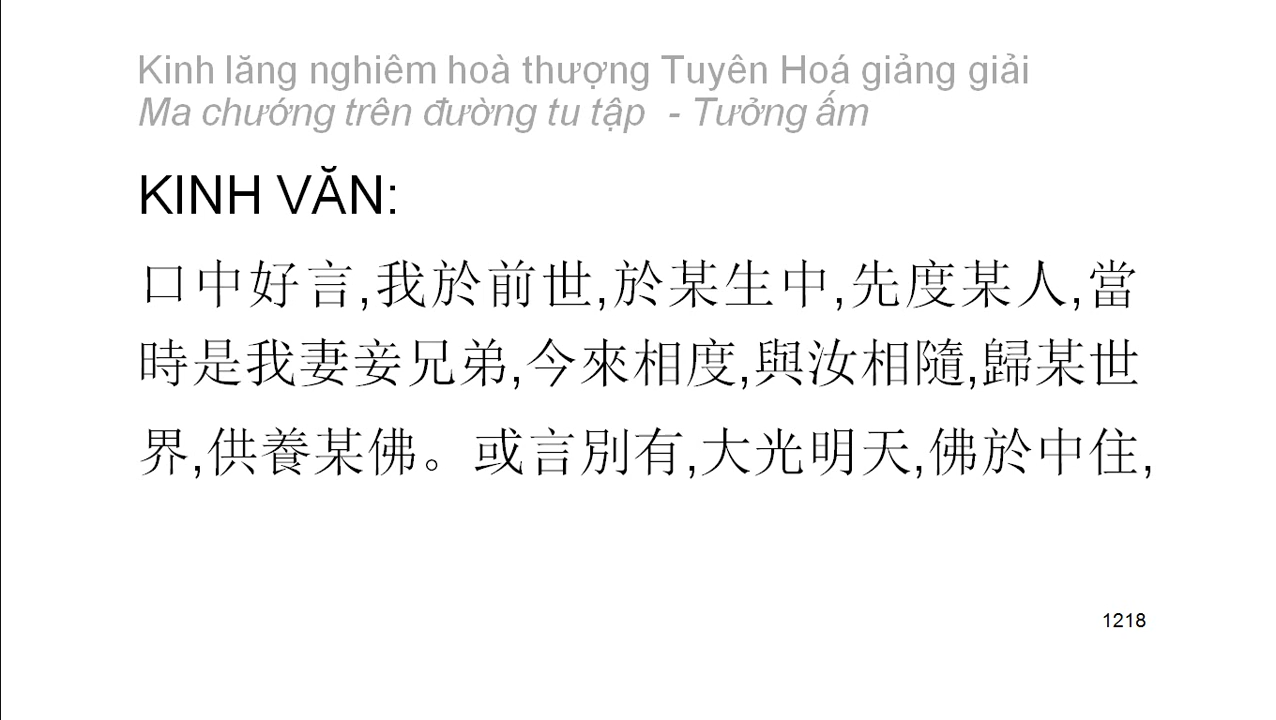 Kinh lăng nghiêm hoà thượng Tuyên Hoá giảng giải
Ma chướng trên đường tu tập - Tưởng ấm
KINH VĂN:
口中好言,我於前世,於某生中,先度某人,當
時是我妻妾兄弟,今來相度,與汝相隨,歸某世
界,供養某佛。或言別有,大光明天,佛於中住,
1218